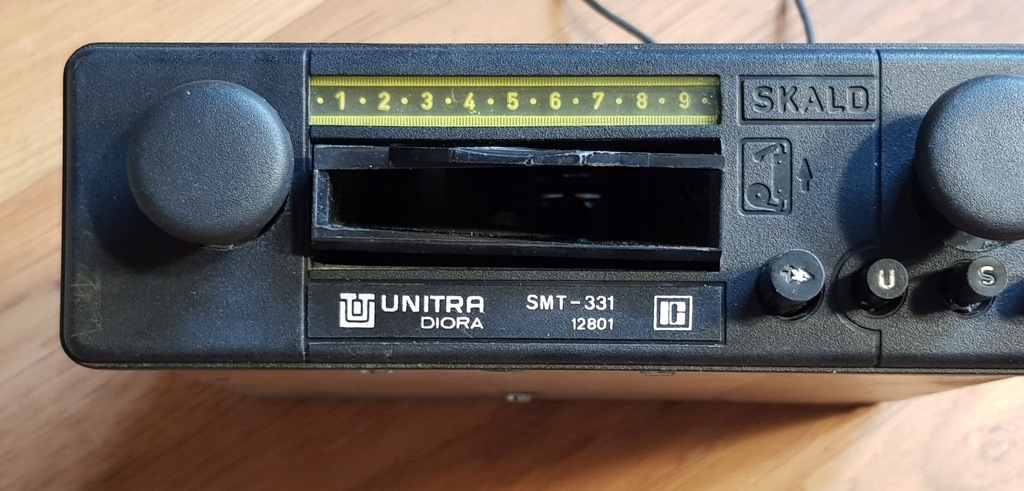 · 1 · 2 · 3 · 4 · 5 · 6 · 7 · 8 · 9 ·
SKALD
UNITRA
DIORA
SMT-331
12801
U
S